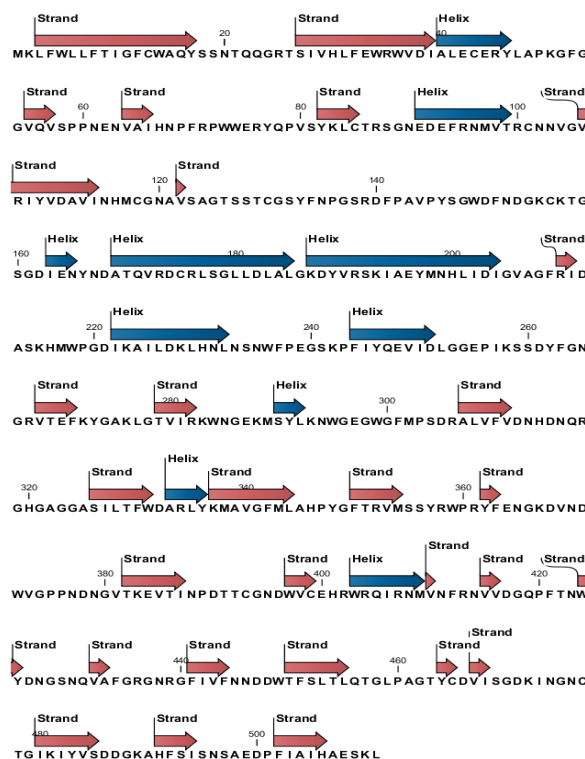 Strand Strand Helix
20 40
MKLFWLLFTIGFCWAQYSSNTQQGRTSIVHLFEWRWVDIALECERYLAPKGFG
Strand Strand Strand Helix Strand
60 80 100
GVQVSPPNENVAIHNPFRPWWERYQPVSYKLCTRSGNEDEFRNMVTRCNNVGV
Strand Strand
120 140
RIYVDAVINHMCGNAVSAGTSSTCGSYFNPGSRDFPAVPYSGWDFNDGKCKTG
Helix Helix Helix Strand
160 180 200
SGDIENYNDATQVRDCRLSGLLDLALGKDYVRSKIAEYMNHLIDIGVAGFRID
Helix Helix
220 240 260
ASKHMWPGDIKAILDKLHNLNSNWFPEGSKPFIYQEVIDLGGEPIKSSDYFGN
Strand Strand Helix Strand
280 300
GRVTEFKYGAKLGTVIRKWNGEKMSYLKNWGEGWGFMPSDRALVFVDNHDNQR
Strand Helix Strand Strand Strand
320 340 360
GHGAGGASILTFWDARLYKMAVGFMLAHPYGFTRVMSSYRWPRYFENGKDVND
Strand Strand Helix Strand Strand Strand
380 400 420
WVGPPNDNGVTKEVTINPDTTCGNDWVCEHRWRQIRNMVNFRNVVDGQPFTNW
Strand Strand Strand Strand Strand Strand
440 460
YDNGSNQVAFGRGNRGFIVFNNDDWTFSLTLQTGLPAGTYCDVISGDKINGNC
Strand Strand Strand
480 500
TGIKIYVSDDGKAHFSISNSAEDPFIAIHAESKL